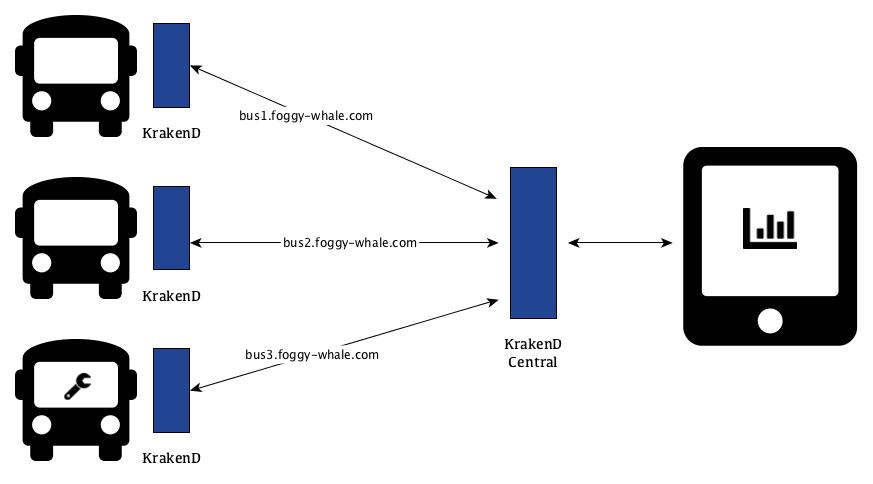 KrakenD
bus1.foggy-whale.com
KrakenD
bus2.foggy-whale.com
KrakenD
bus3.foggy-whale.com
KrakenD
Central